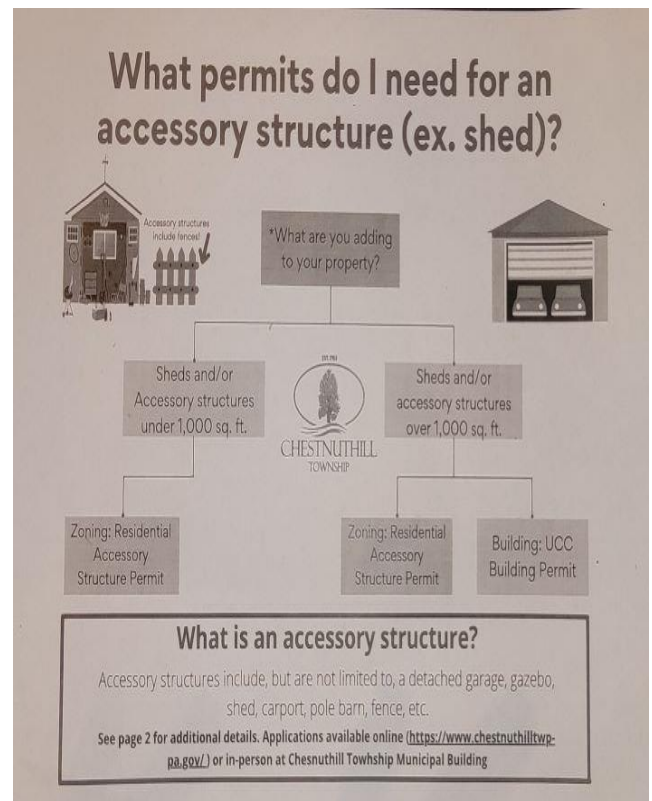 What permits do I need for an
accessory structure (ex. shed)?
Accessory structures
include fences!
*What are you adding
to your property?
Sheds and/or
Accessory structures
under 1,000 sq. ft.
CHESTNUTHILL
TOWNSHIP
Sheds and/or
accessory structures
over 1,000 sq. ft.
Zoning: Residential
Accessory
Structure Permit
Zoning: Residential
Accessory
Structure Permit
Building: UCC
Building Permit
What is an accessory structure?
Accessory structures include, but are not limited to, a detached garage, gazebo,
shed, carport, pole barn, fence, etc.
See page 2 for additional details. Applications available online (https://www.chestnuthilltwp-
pa.gov/ ) or in-person at Chesnuthill Towhship Municipal Building